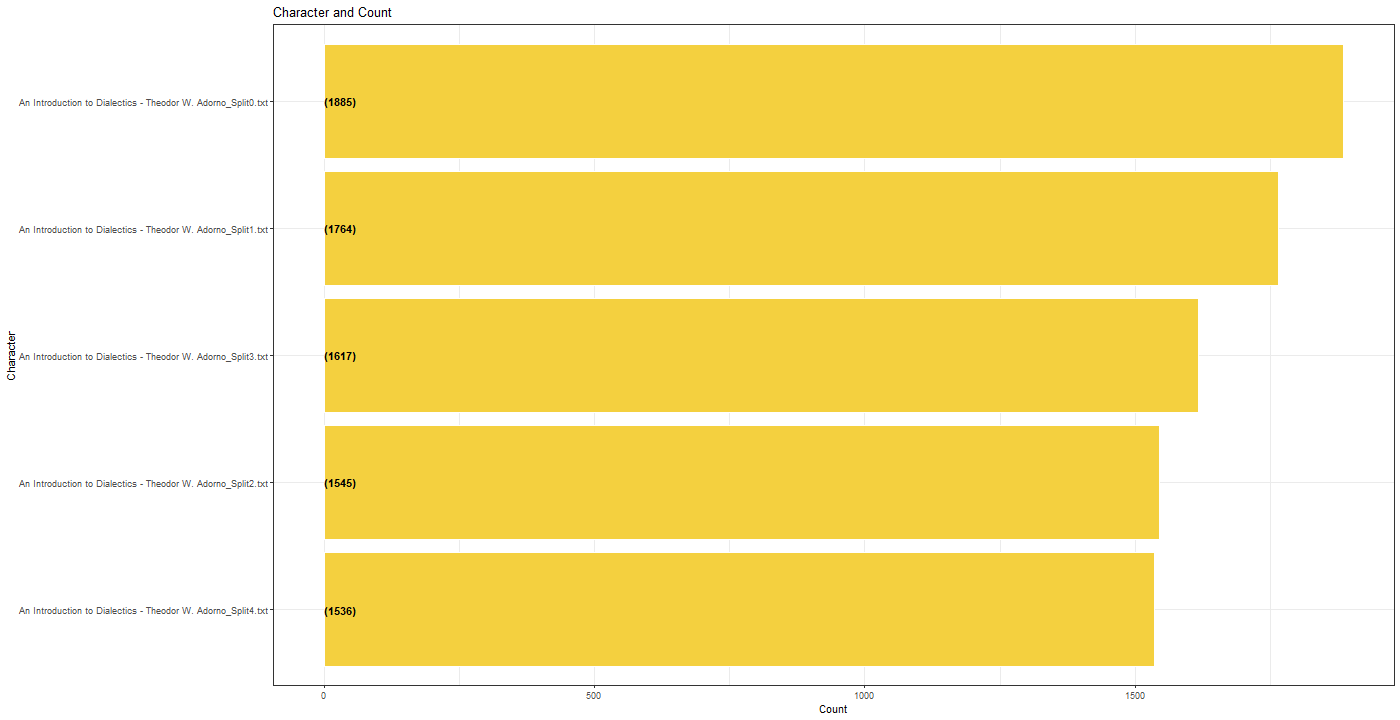 Character and Count
An Introduction to Dialectics - Theodor W. Adorno_Split0.txt
(1885)
An Introduction to Dialectics - Theodor W. Adorno_Split1.txt
(1764)
An Introduction to Dialectics - Theodor W. Adorno_Split3.txt
(1617)
An Introduction to Dialectics - Theodor W. Adorno_Split2.txt
(1545)
An Introduction to Dialectics - Theodor W. Adorno_Split4.txt
(1536)
Character
0 500 1000 1500
Count